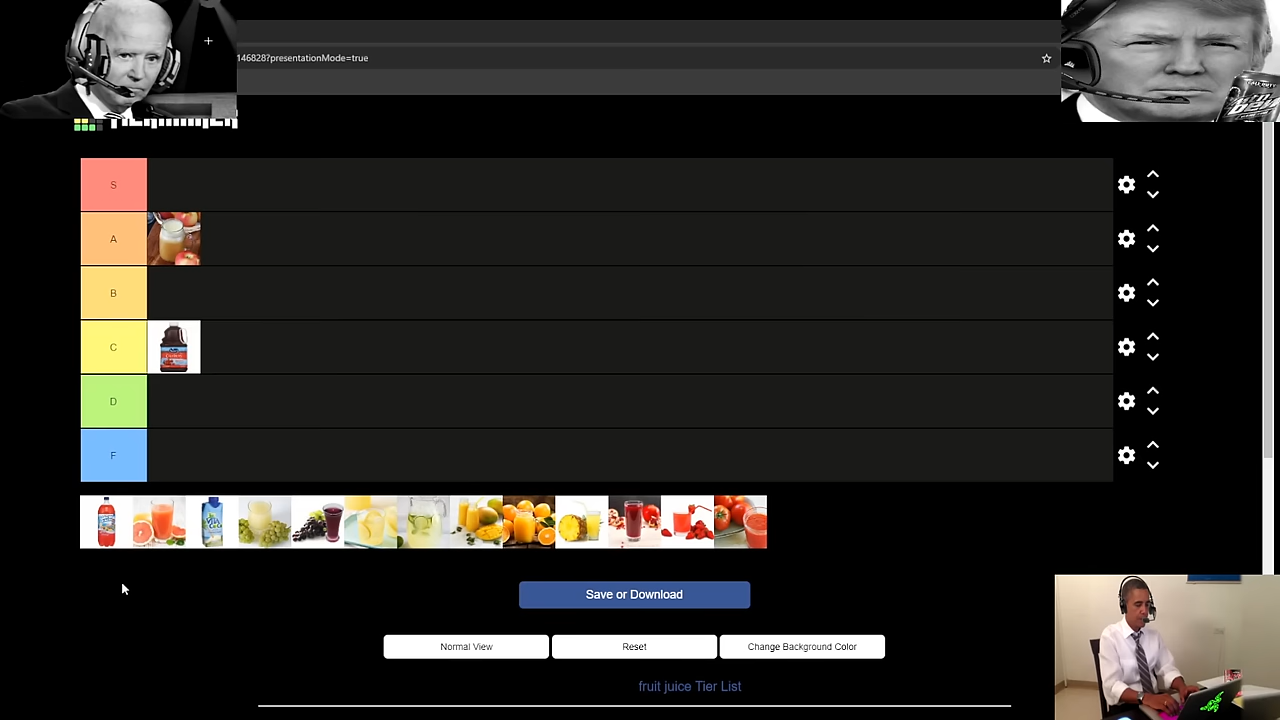 146828?presentationMode=true
S
A
B
C
D
F
Save or Download
Normal View
Reset
Change Background Color
fruit juice Tier List